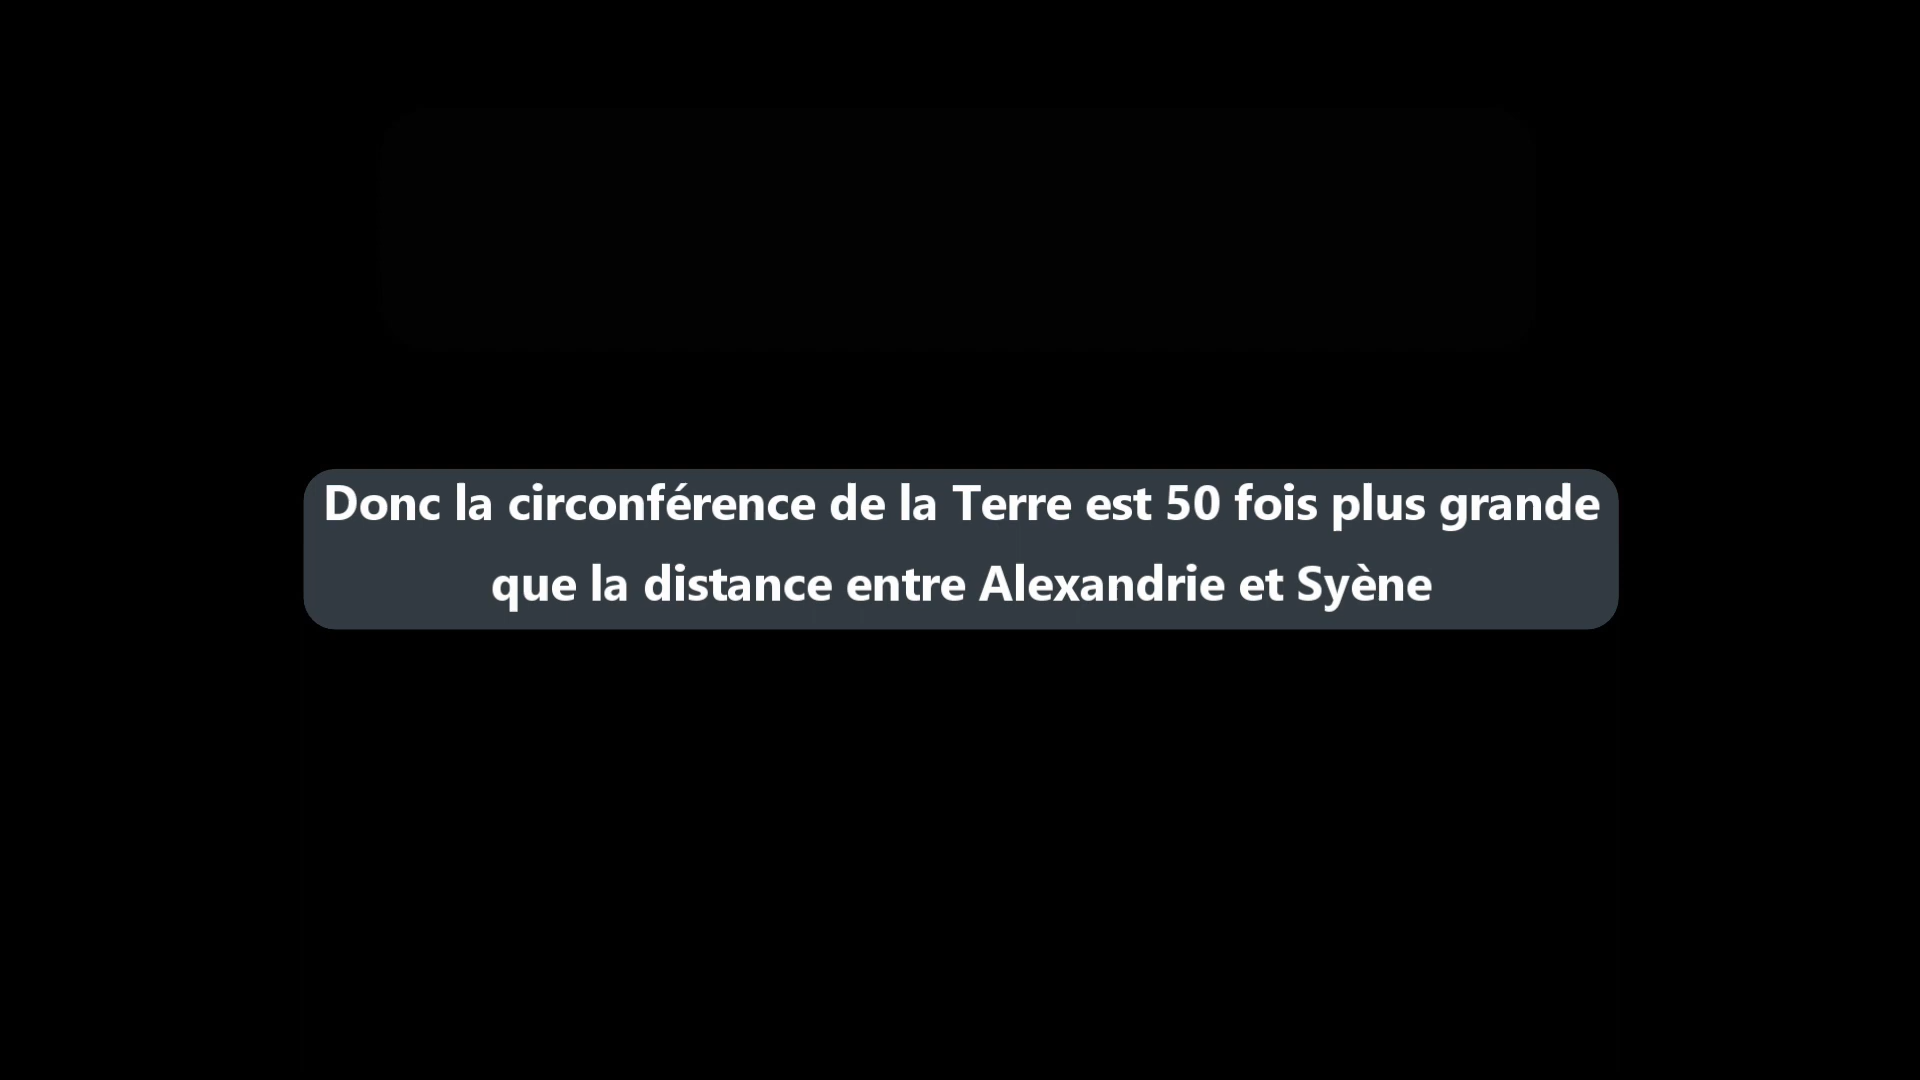 Donc la circonférence de la Terre est 50 fois plus grande
que la distance entre Alexandrie et Syène